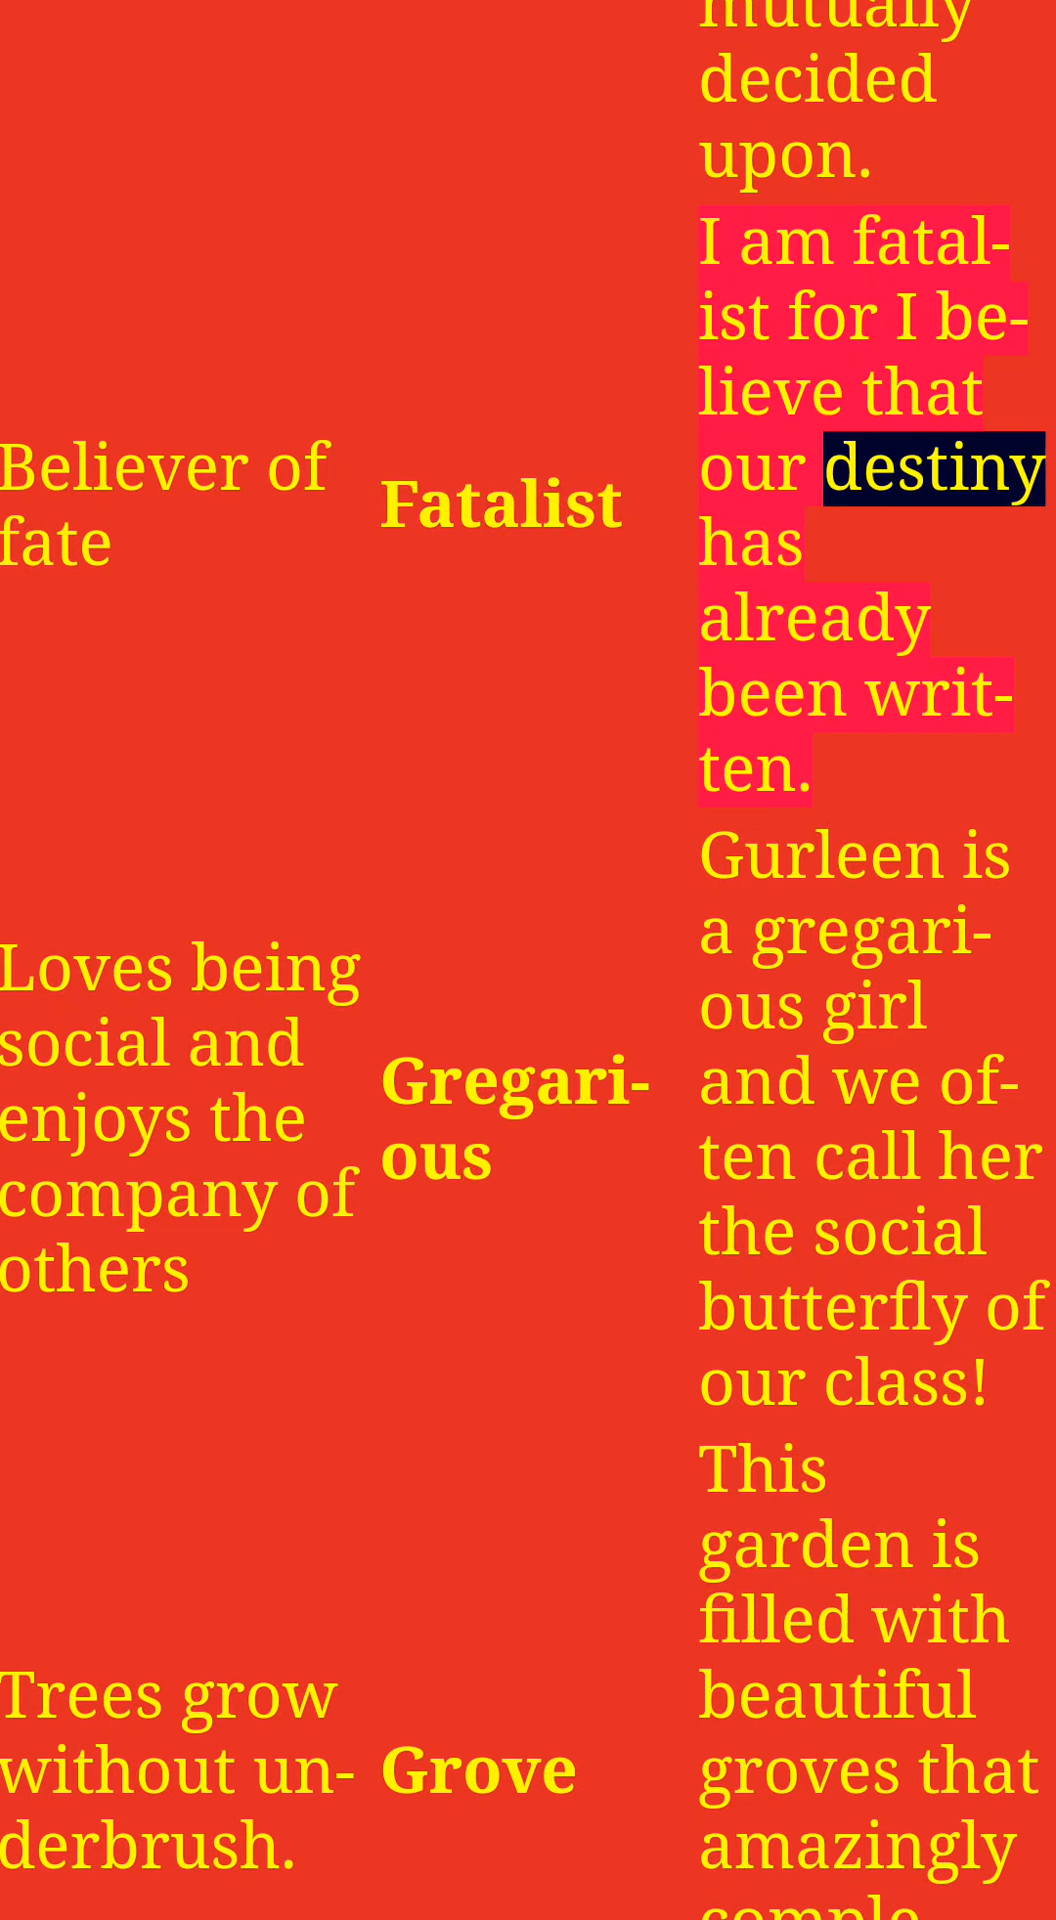 mutually
decided
upon.
Believer of
fate
Fatalist
I am fatal-
ist for I be-
lieve that
our destiny
has
already
been writ-
ten.
Loves being
social and
enjoys the
company of
others
Gregari-
ous
Gurleen is
a gregari-
ous girl
and we of-
ten call her
the social
butterfly of
our class!
Trees grow
without un-
derbrush.
Grove
This
garden is
filled with
beautiful
groves that
amazingly
comple